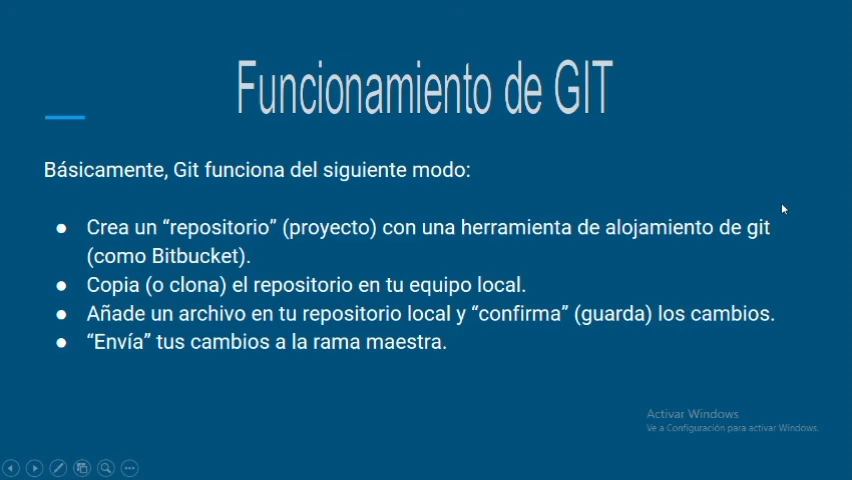 Funcionamiento de GIT
Básicamente, Git funciona del siguiente modo:
● Crea un “repositorio” (proyecto) con una herramienta de alojamiento de git
(como Bitbucket).
● Copia (o clona) el repositorio en tu equipo local.
● Añade un archivo en tu repositorio local y “confirma” (guarda) los cambios.
● “Envía” tus cambios a la rama maestra.
Activar Windows
Ve a Configuración para activar Windows.